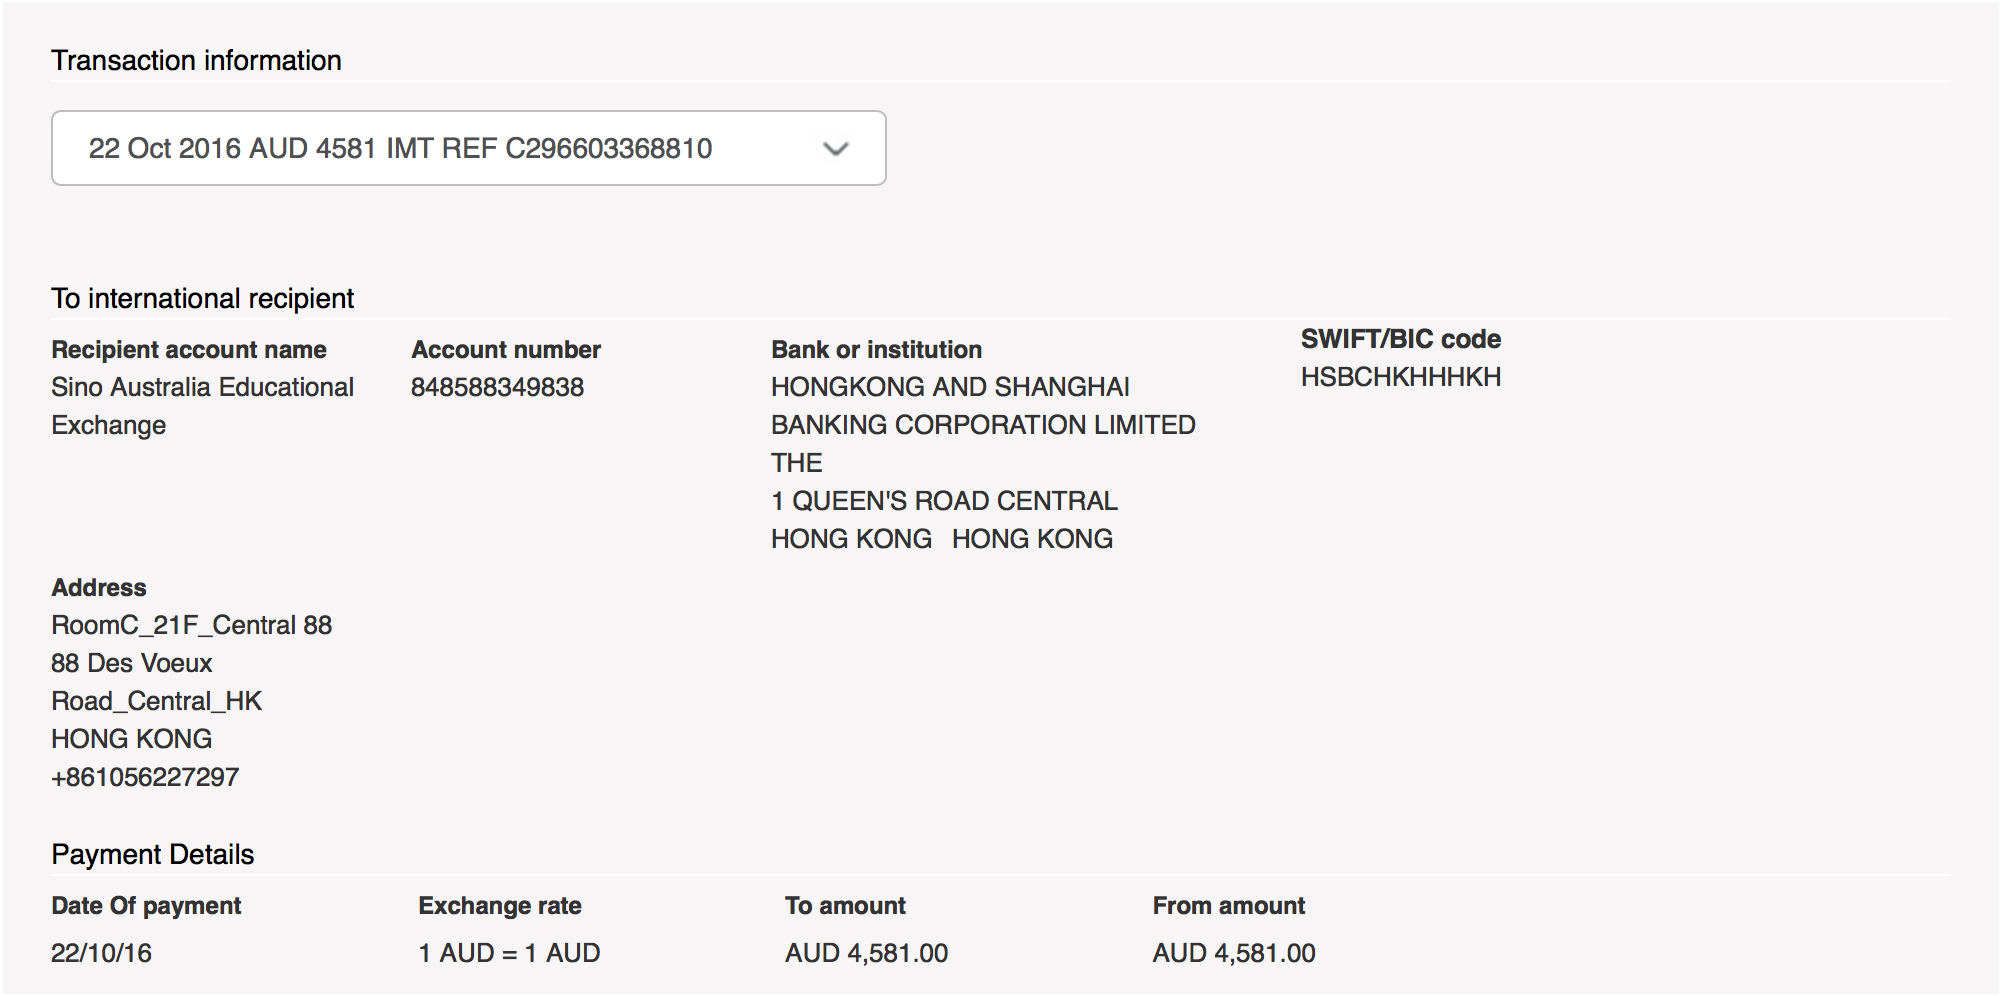 Transaction information
22 Oct 2016 AUD 4581 IMT REF C296603368810
To international recipient
Recipient account name
Sino Australia Educational
Exchange
Account number
848588349838
Bank or institution
HONGKONG AND SHANGHAI
BANKING CORPORATION LIMITED
THE
1 QUEEN'S ROAD CENTRAL
HONG KONG   HONG KONG
SWIFT/BIC code
HSBCHKHHHKH
Address
RoomC_21F_Central 88
88 Des Voeux
Road_Central_HK
HONG KONG
+861056227297
Payment Details
Date Of payment
22/10/16
Exchange rate
1 AUD = 1 AUD
To amount
AUD 4,581.00
From amount
AUD 4,581.00